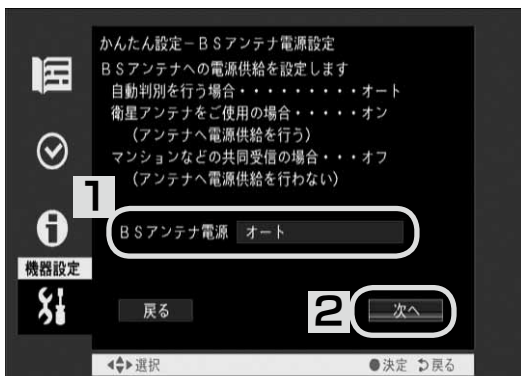 かんたん設定－ＢＳアンテナ電源設定
ＢＳアンテナへの電源供給を設定します
自動判別を行う場合・・・・・・・・・オート
衛星アンテナをご使用の場合・・・・・オン
（アンテナへ電源供給を行う）
マンションなどの共同受信の場合・・・オフ
（アンテナへ電源供給を行わない）
1
ＢＳアンテナ電源 オート
機器設定
戻る 2 次へ
選択 ●決定 戻る